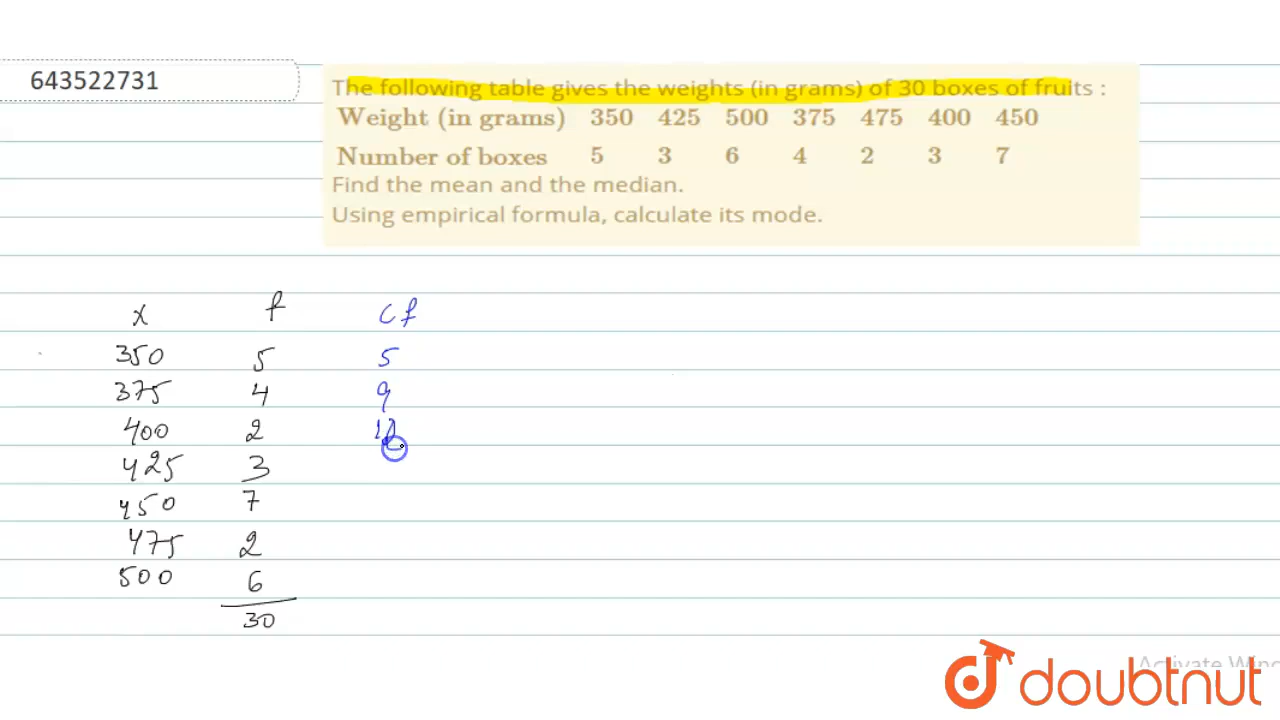 643522731
The following table gives the weights (in grams) of 30 boxes of fruits :
Weight (in grams) 350 425 500 375 475 400 450
Number of boxes 5 3 6 4 2 3 7
Find the mean and the median.
Using empirical formula, calculate its mode.
x f cf
350 5 5
375 4 9
400 2 12
425 3
450 7
475 2
500 6
30
Activate Wind
doubtnut